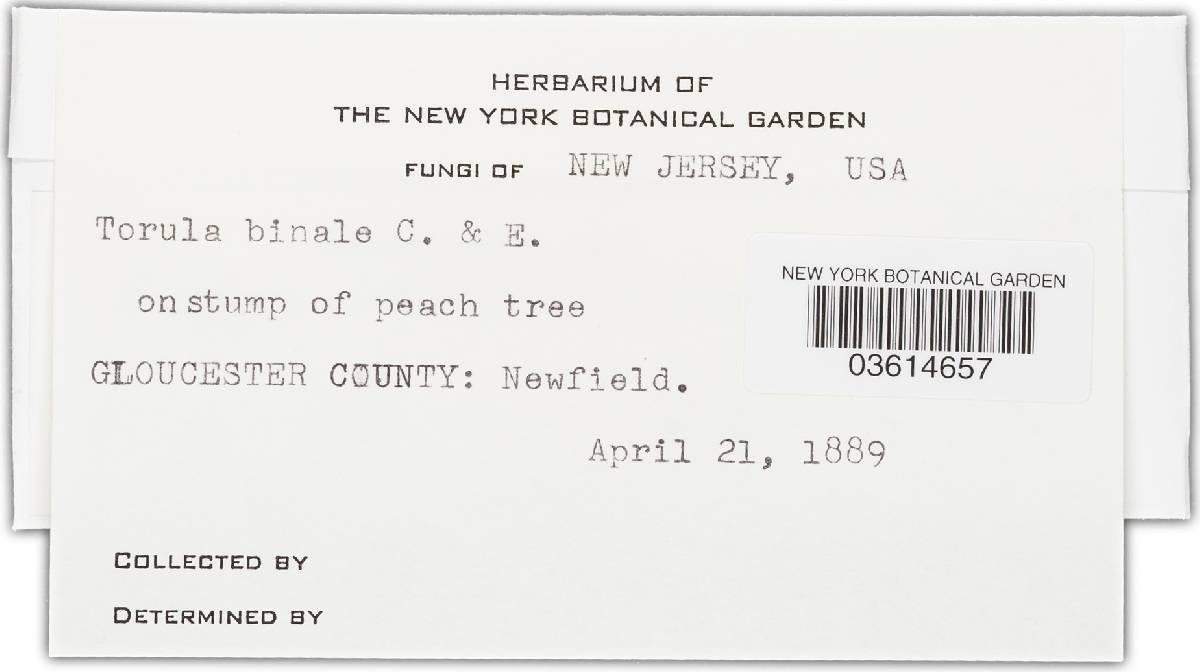 HERBARIUM OF
THE NEW YORK BOTANICAL GARDEN
FUNGI OF NEW JERSEY, USA
Torula binale C. & E.
on stump of peach tree
GLOUCESTER COUNTY: Newfield.
April 21, 1889
NEW YORK BOTANICAL GARDEN
03614657
COLLECTED BY
DETERMINED BY